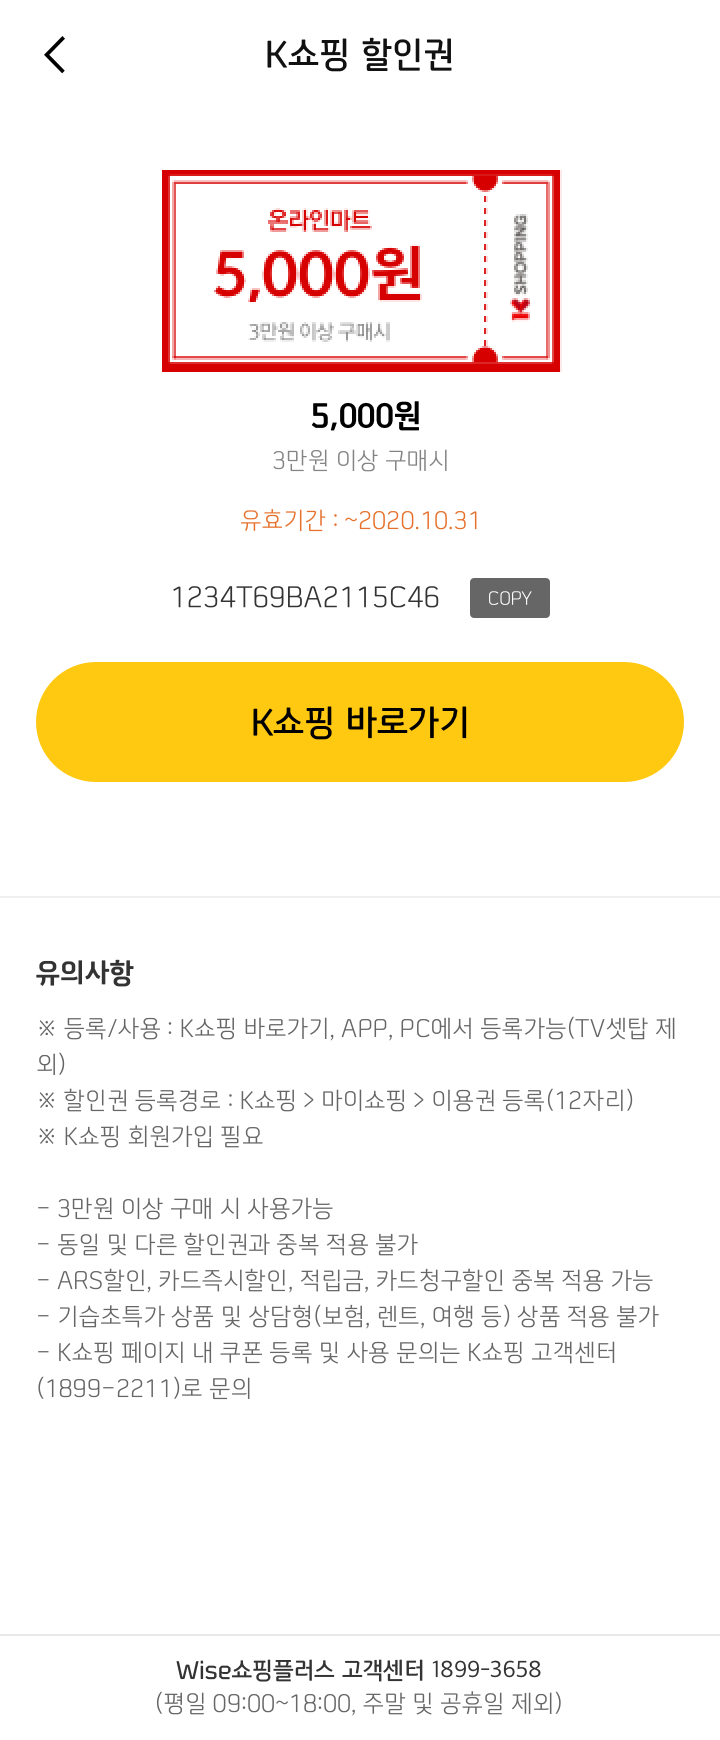 K쇼핑 할인권
온라인마트
5,000원
3만원 이상 구매시
K SHOPPING
5,000원
3만원 이상 구매시
유효기간 : ~2020.10.31
1234T69BA2115C46
COPY
K쇼핑 바로가기
유의사항
※ 등록/사용 : K쇼핑 바로가기, APP, PC에서 등록가능(TV셋탑 제
외)
※ 할인권 등록경로 : K쇼핑 > 마이쇼핑 > 이용권 등록(12자리)
※ K쇼핑 회원가입 필요
- 3만원 이상 구매 시 사용가능
- 동일 및 다른 할인권과 중복 적용 불가
- ARS할인, 카드즉시할인, 적립금, 카드청구할인 중복 적용 가능
- 기습초특가 상품 및 상담형(보험, 렌트, 여행 등) 상품 적용 불가
- K쇼핑 페이지 내 쿠폰 등록 및 사용 문의는 K쇼핑 고객센터
(1899-2211)로 문의
Wise쇼핑플러스 고객센터 1899-3658
(평일 09:00~18:00, 주말 및 공휴일 제외)